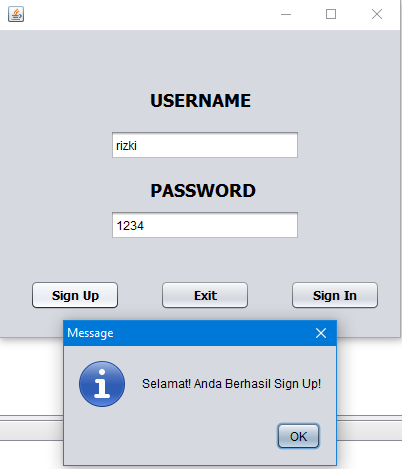 USERNAME
rizki
PASSWORD
1234
Sign Up
Exit
Sign In
Message
Selamat! Anda Berhasil Sign Up!
OK